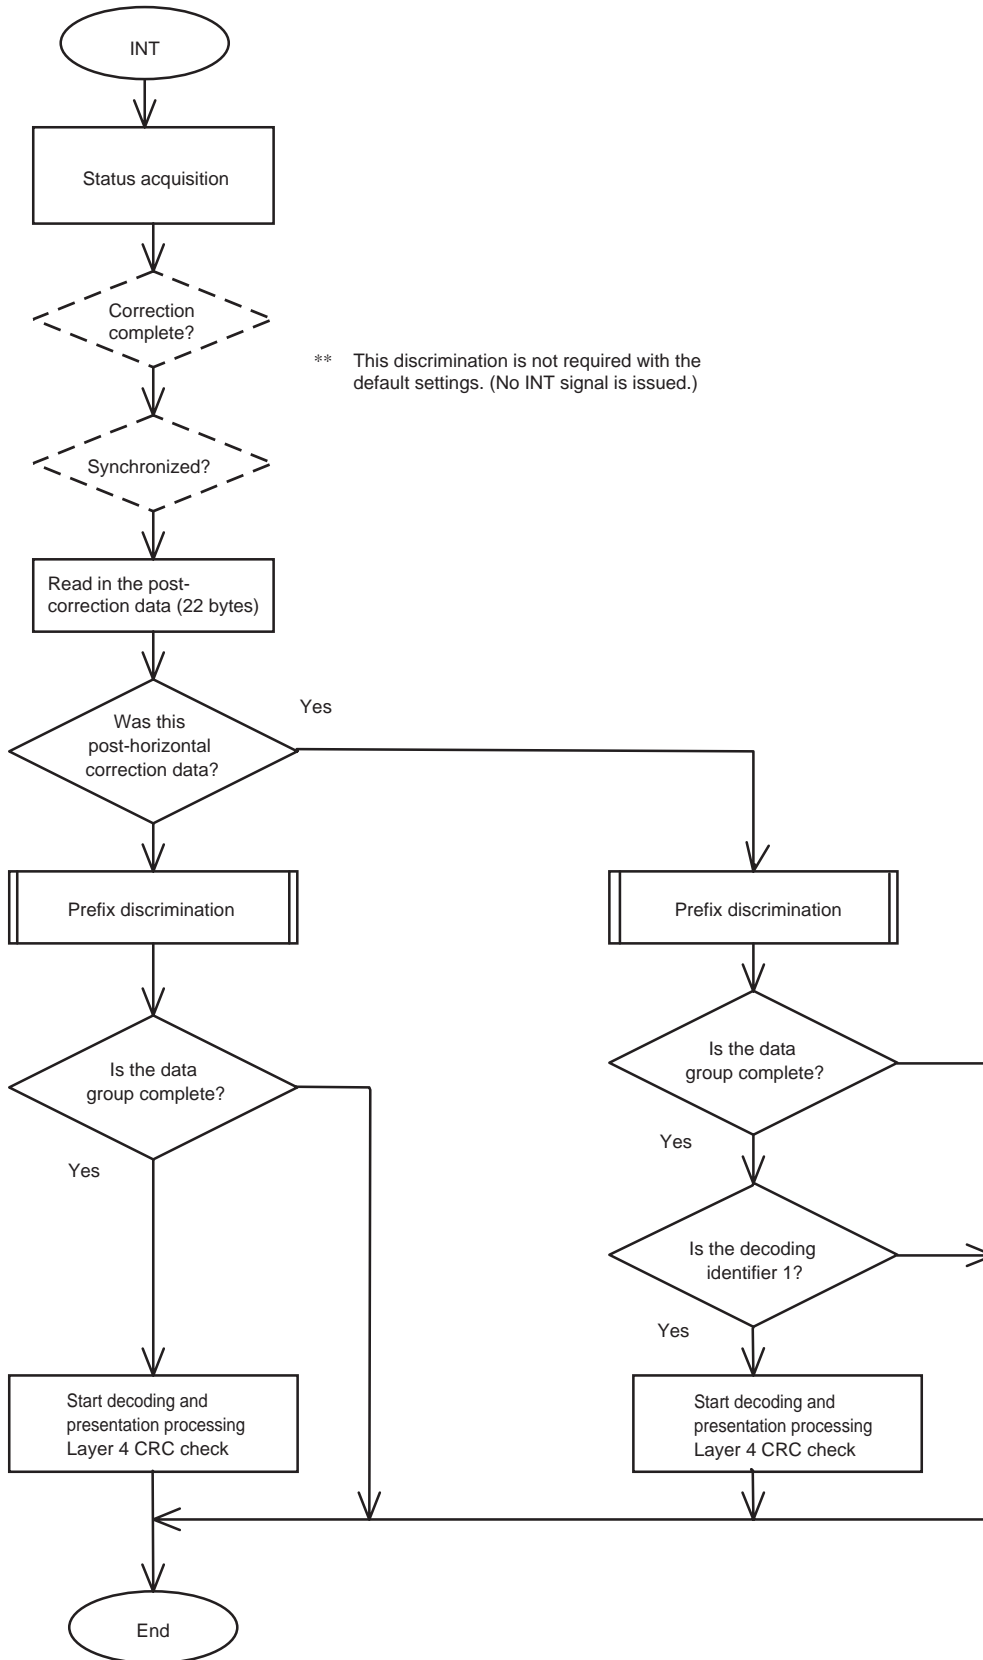 INT
Status acquisition
Correction
complete?
** This discrimination is not required with the
default settings. (No INT signal is issued.)
Synchronized?
Read in the post-
correction data (22 bytes)
Was this
post-horizontal
correction data?
Yes
Prefix discrimination
Prefix discrimination
Is the data
group complete?
Yes
Is the data
group complete?
Yes
Is the decoding
identifier 1?
Yes
Start decoding and
presentation processing
Layer 4 CRC check
Start decoding and
presentation processing
Layer 4 CRC check
End